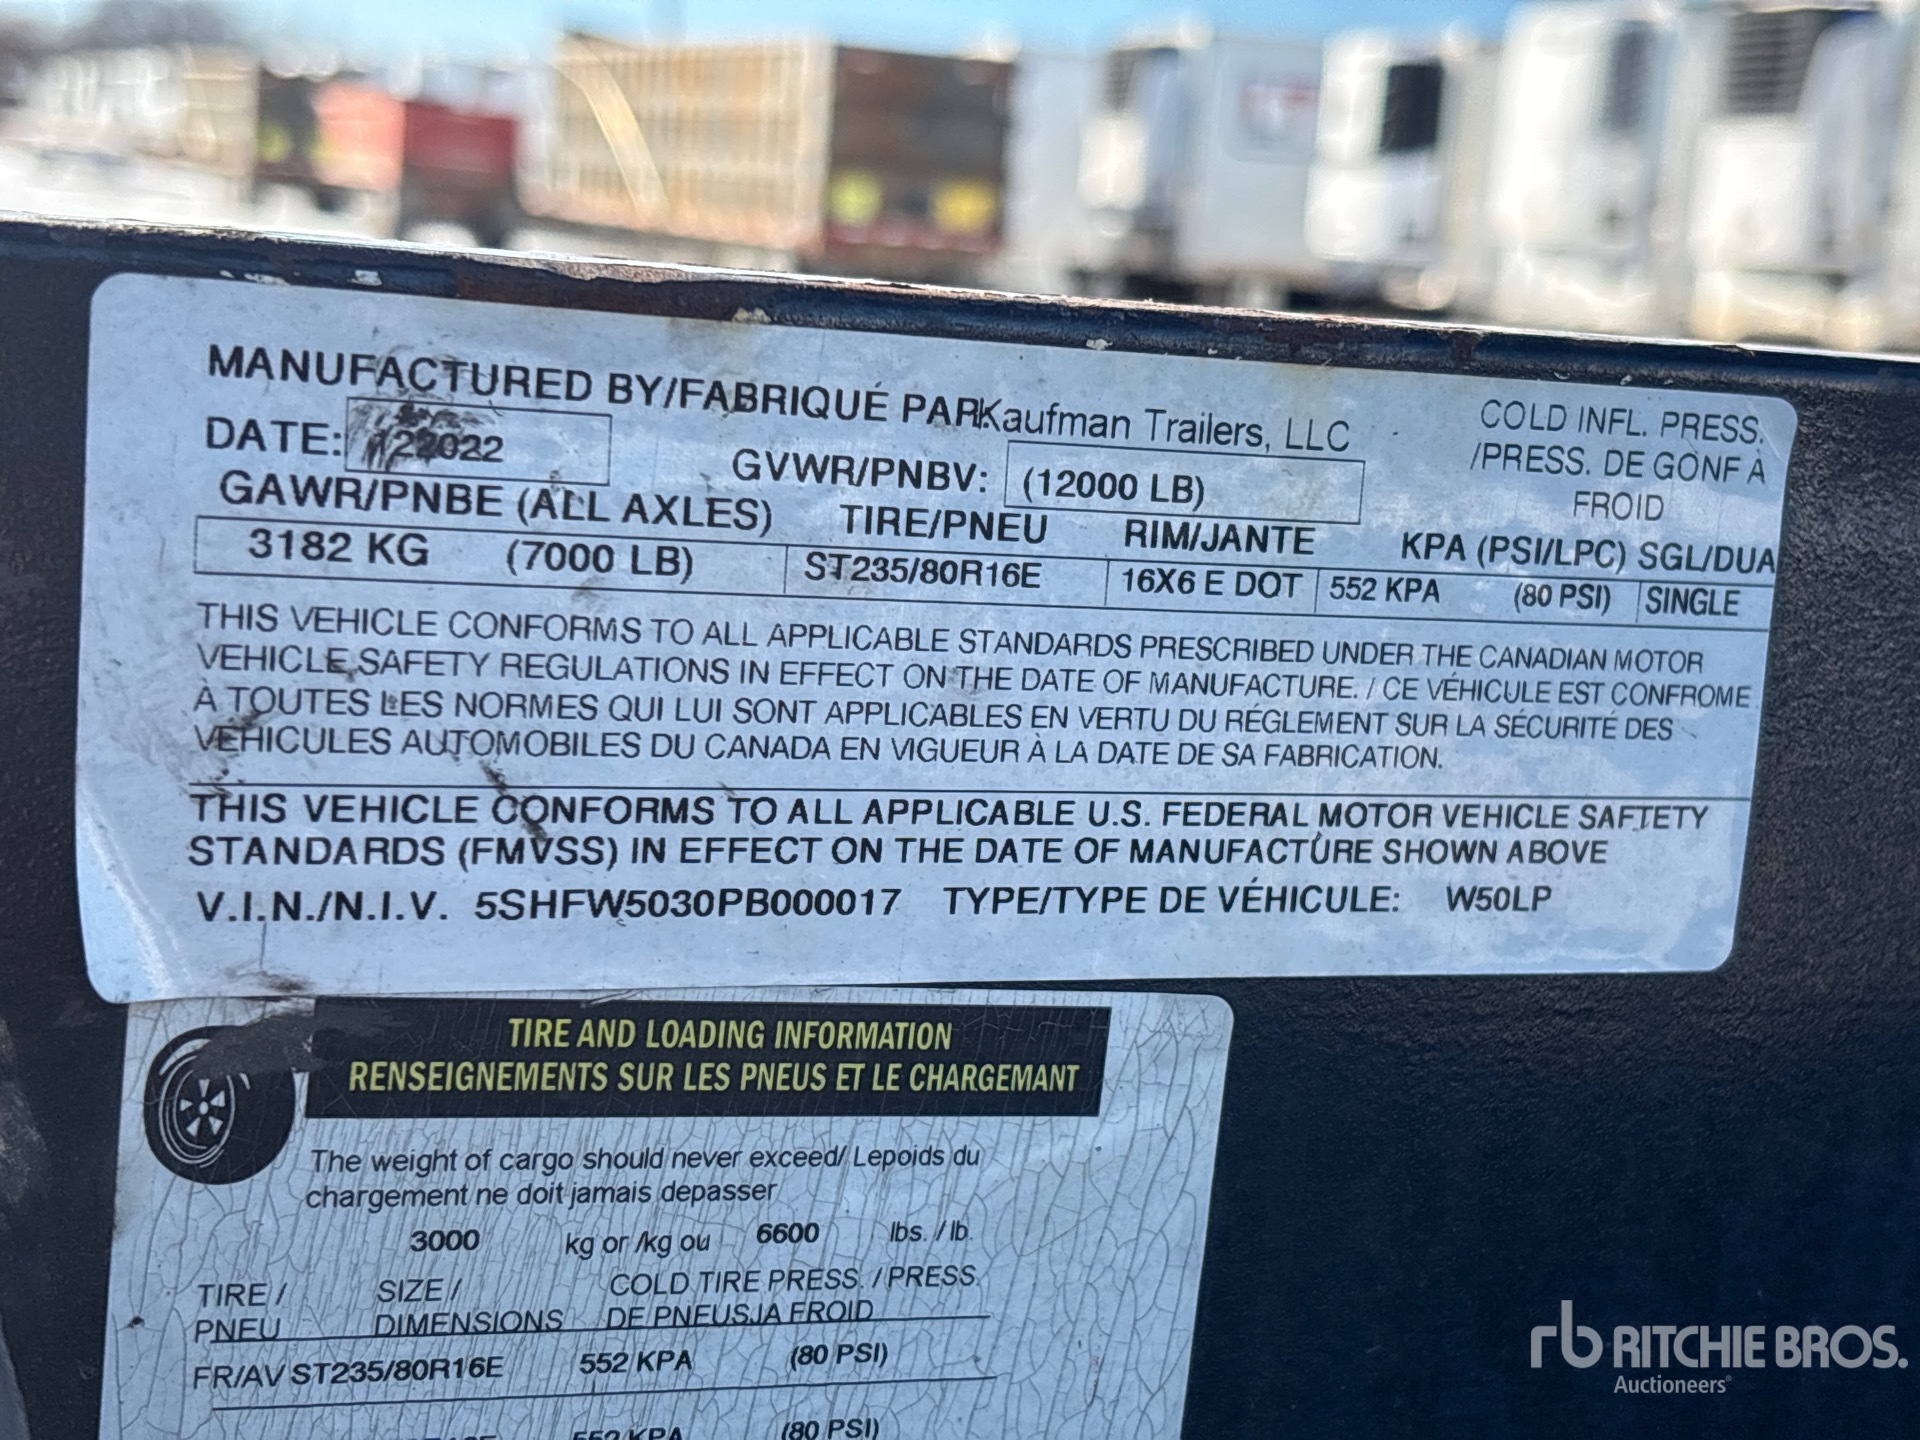 MANUFACTURED BY/FABRIQUÉ PAR Kaufman Trailers, LLC
COLD INFL. PRESS.
/PRESS. DE GONF À
FROID
DATE: 122022
GVWR/PNBV: (12000 LB)
GAWR/PNBE (ALL AXLES) TIRE/PNEU RIM/JANTE KPA (PSI/LPC) SGL/DUA
3182 KG (7000 LB) ST235/80R16E 16X6 E DOT 552 KPA (80 PSI) SINGLE
THIS VEHICLE CONFORMS TO ALL APPLICABLE STANDARDS PRESCRIBED UNDER THE CANADIAN MOTOR
VEHICLE SAFETY REGULATIONS IN EFFECT ON THE DATE OF MANUFACTURE. / CE VÉHICULE EST CONFROME
À TOUTES LES NORMES QUI LUI SONT APPLICABLES EN VERTU DU RÉGLEMENT SUR LA SÉCURITÉ DES
VÉHICULES AUTOMOBILES DU CANADA EN VIGUEUR À LA DATE DE SA FABRICATION.
THIS VEHICLE CONFORMS TO ALL APPLICABLE U.S. FEDERAL MOTOR VEHICLE SAFTETY
STANDARDS (FMVSS) IN EFFECT ON THE DATE OF MANUFACTURE SHOWN ABOVE
V.I.N./N.I.V. 5SHFW5030PB000017 TYPE/TYPE DE VÉHICULE: W50LP
TIRE AND LOADING INFORMATION
RENSEIGNEMENTS SUR LES PNEUS ET LE CHARGEMANT
The weight of cargo should never exceed/ Lepoids du
chargement ne doit jamais depasser
3000 kg or /kg ou 6600 lbs. / lb.
TIRE / SIZE / COLD TIRE PRESS. / PRESS.
PNEU DIMENSIONS DE PNEUSJA FROID
FR/AV ST235/80R16E 552 KPA (80 PSI)
552 KPA (80 PSI)
rb RITCHIE BROS.
Auctioneers